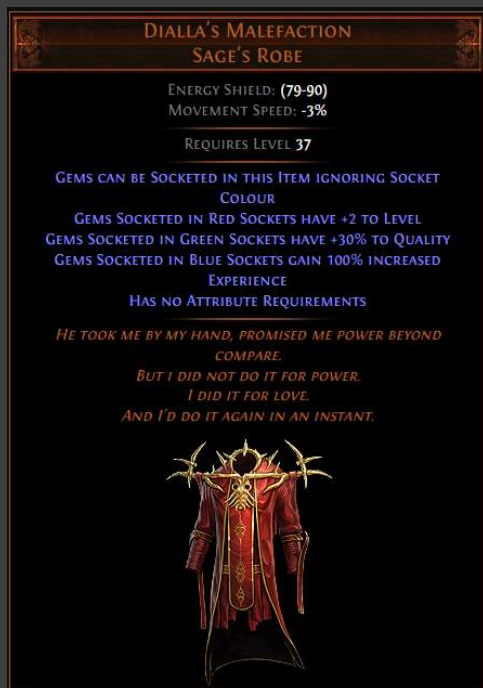 Dialla's Malefaction
Sage's Robe
Energy Shield: (79-90)
Movement Speed: -3%
Requires Level 37
Gems can be Socketed in this Item ignoring Socket
Colour
Gems Socketed in Red Sockets have +2 to Level
Gems Socketed in Green Sockets have +30% to Quality
Gems Socketed in Blue Sockets gain 100% increased
Experience
Has no Attribute Requirements
He took me by my hand, promised me power beyond
compare.
But i did not do it for power.
I did it for love.
And I'd do it again in an instant.